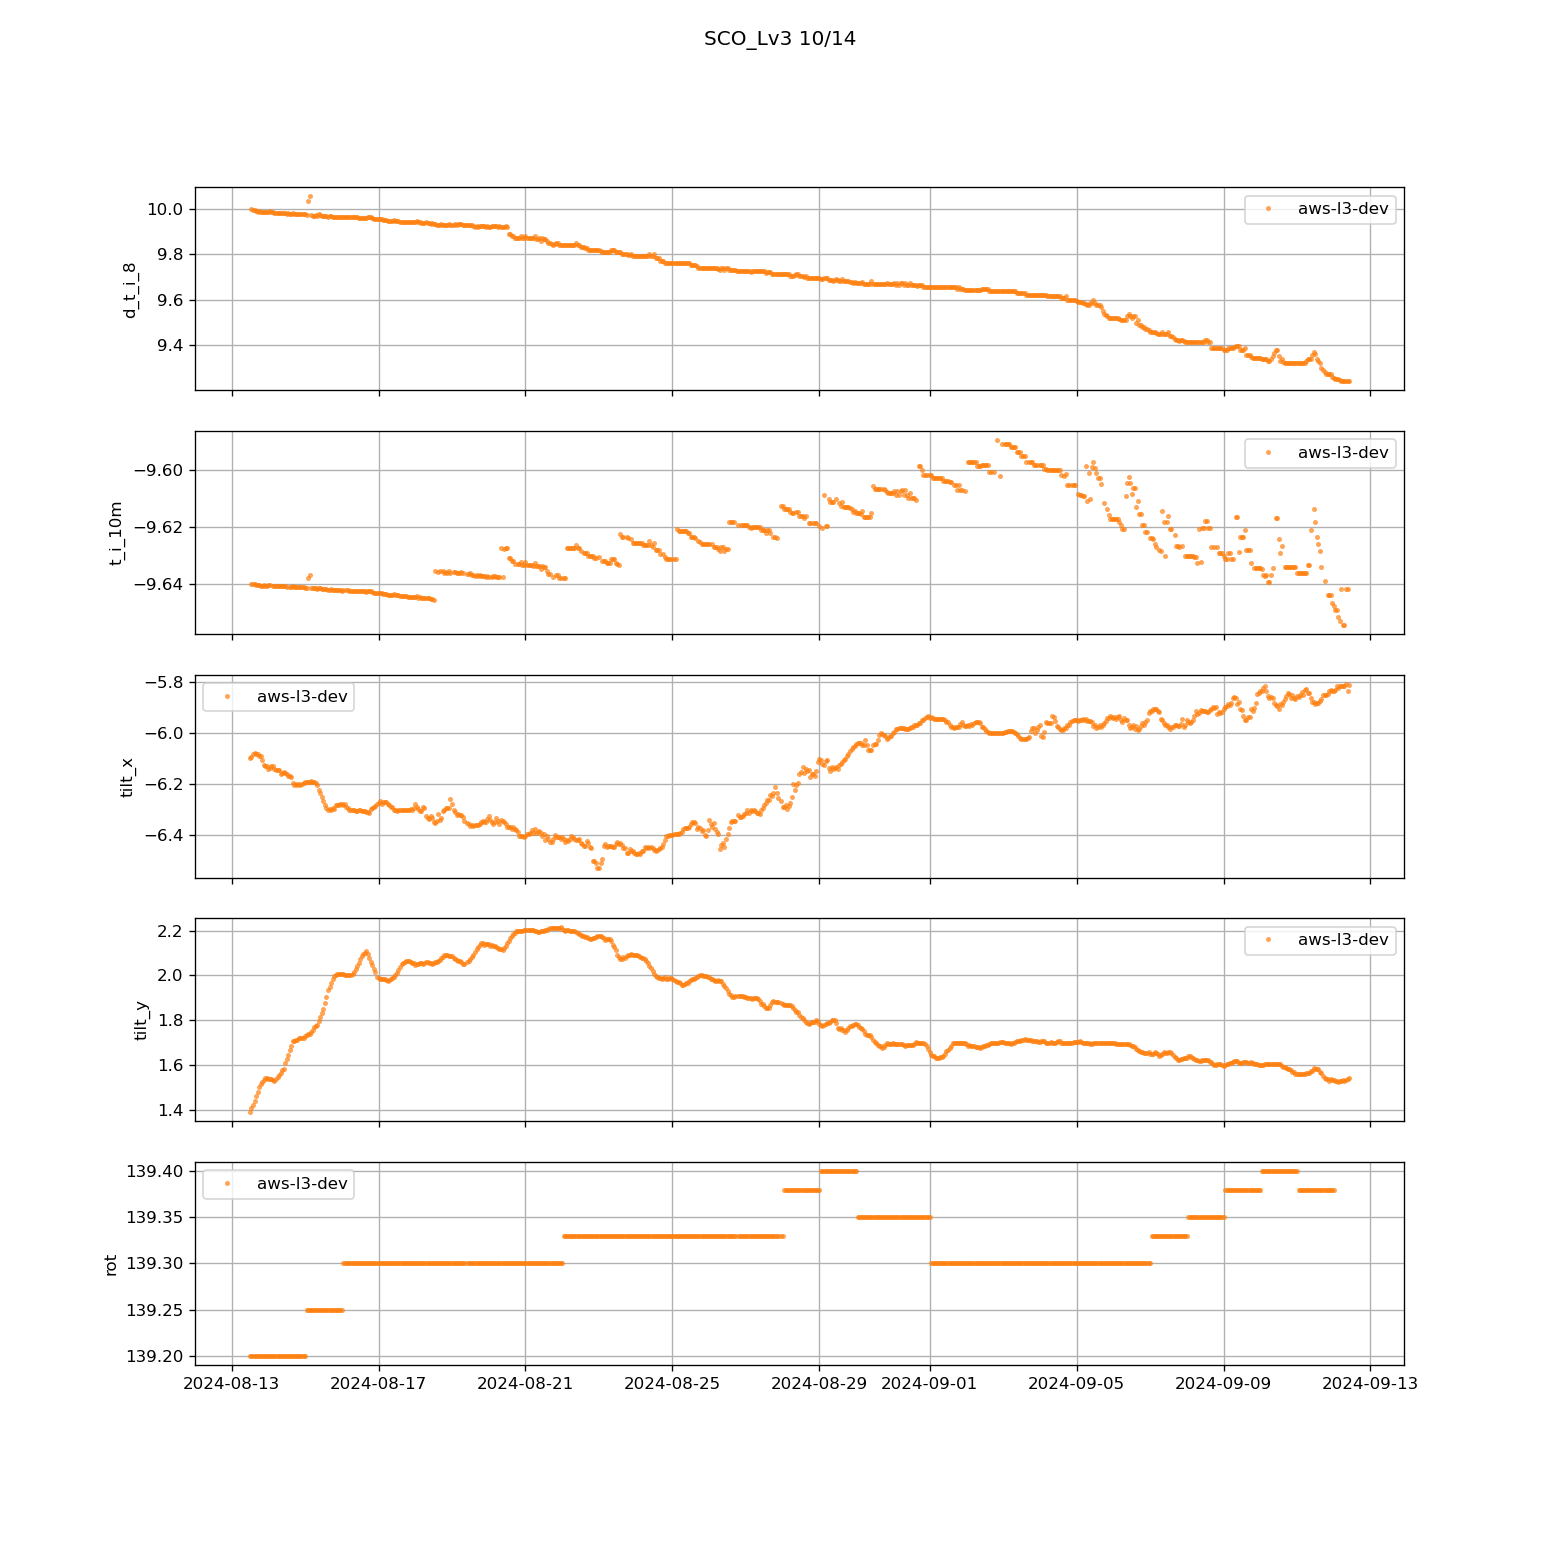 SCO_Lv3 10/14
10.0
9.8
9.6
9.4
d_t_i_8
aws-l3-dev
−9.60
−9.62
−9.64
t_i_10m
aws-l3-dev
−5.8
−6.0
−6.2
−6.4
tilt_x
aws-l3-dev
2.2
2.0
1.8
1.6
1.4
tilt_y
aws-l3-dev
139.40
139.35
139.30
139.25
139.20
rot
aws-l3-dev
2024-08-13 2024-08-17 2024-08-21 2024-08-25 2024-08-29 2024-09-01 2024-09-05 2024-09-09 2024-09-13